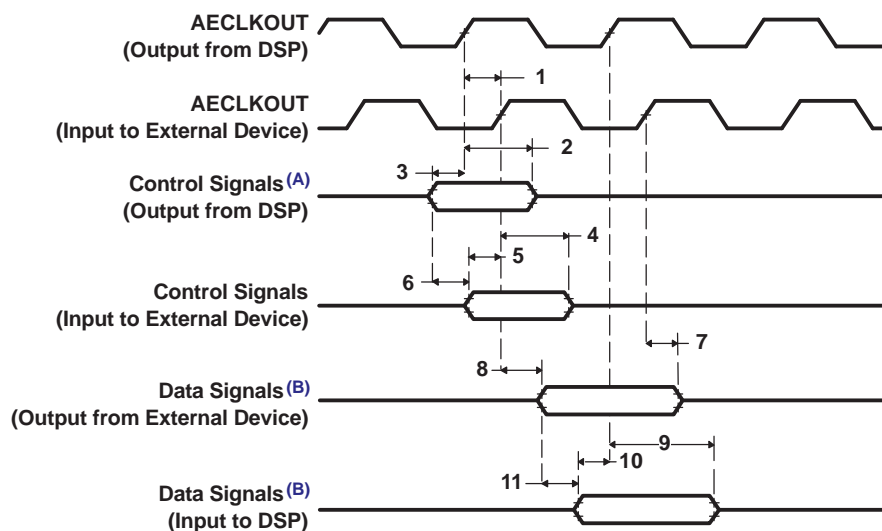 AECLKOUT
(Output from DSP)
1
AECLKOUT
(Input to External Device)
2
3
Control Signals (A)
(Output from DSP)
4
5
6
Control Signals
(Input to External Device)
7
8
Data Signals (B)
(Output from External Device)
9
10
11
Data Signals (B)
(Input to DSP)